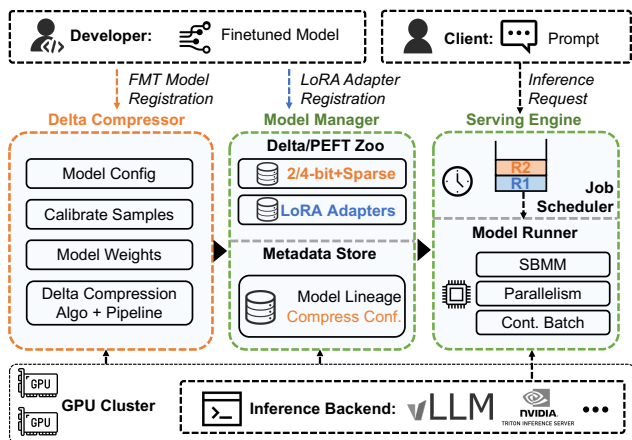 Developer:
Finetuned Model
Client:
Prompt
FMT Model
Registration
LoRA Adapter
Registration
Inference
Request
Delta Compressor
Model Manager
Serving Engine
Model Config
Calibrate Samples
Model Weights
Delta Compression
Algo + Pipeline
Delta/PEFT Zoo
2/4-bit+Sparse
LoRA Adapters
Metadata Store
Model Lineage
Compress Conf.
R2
R1
Job
Scheduler
Model Runner
SBMM
Parallelism
Cont. Batch
GPU
GPU
GPU Cluster
Inference Backend:
vLLM
NVIDIA.
TRITON INFERENCE SERVER